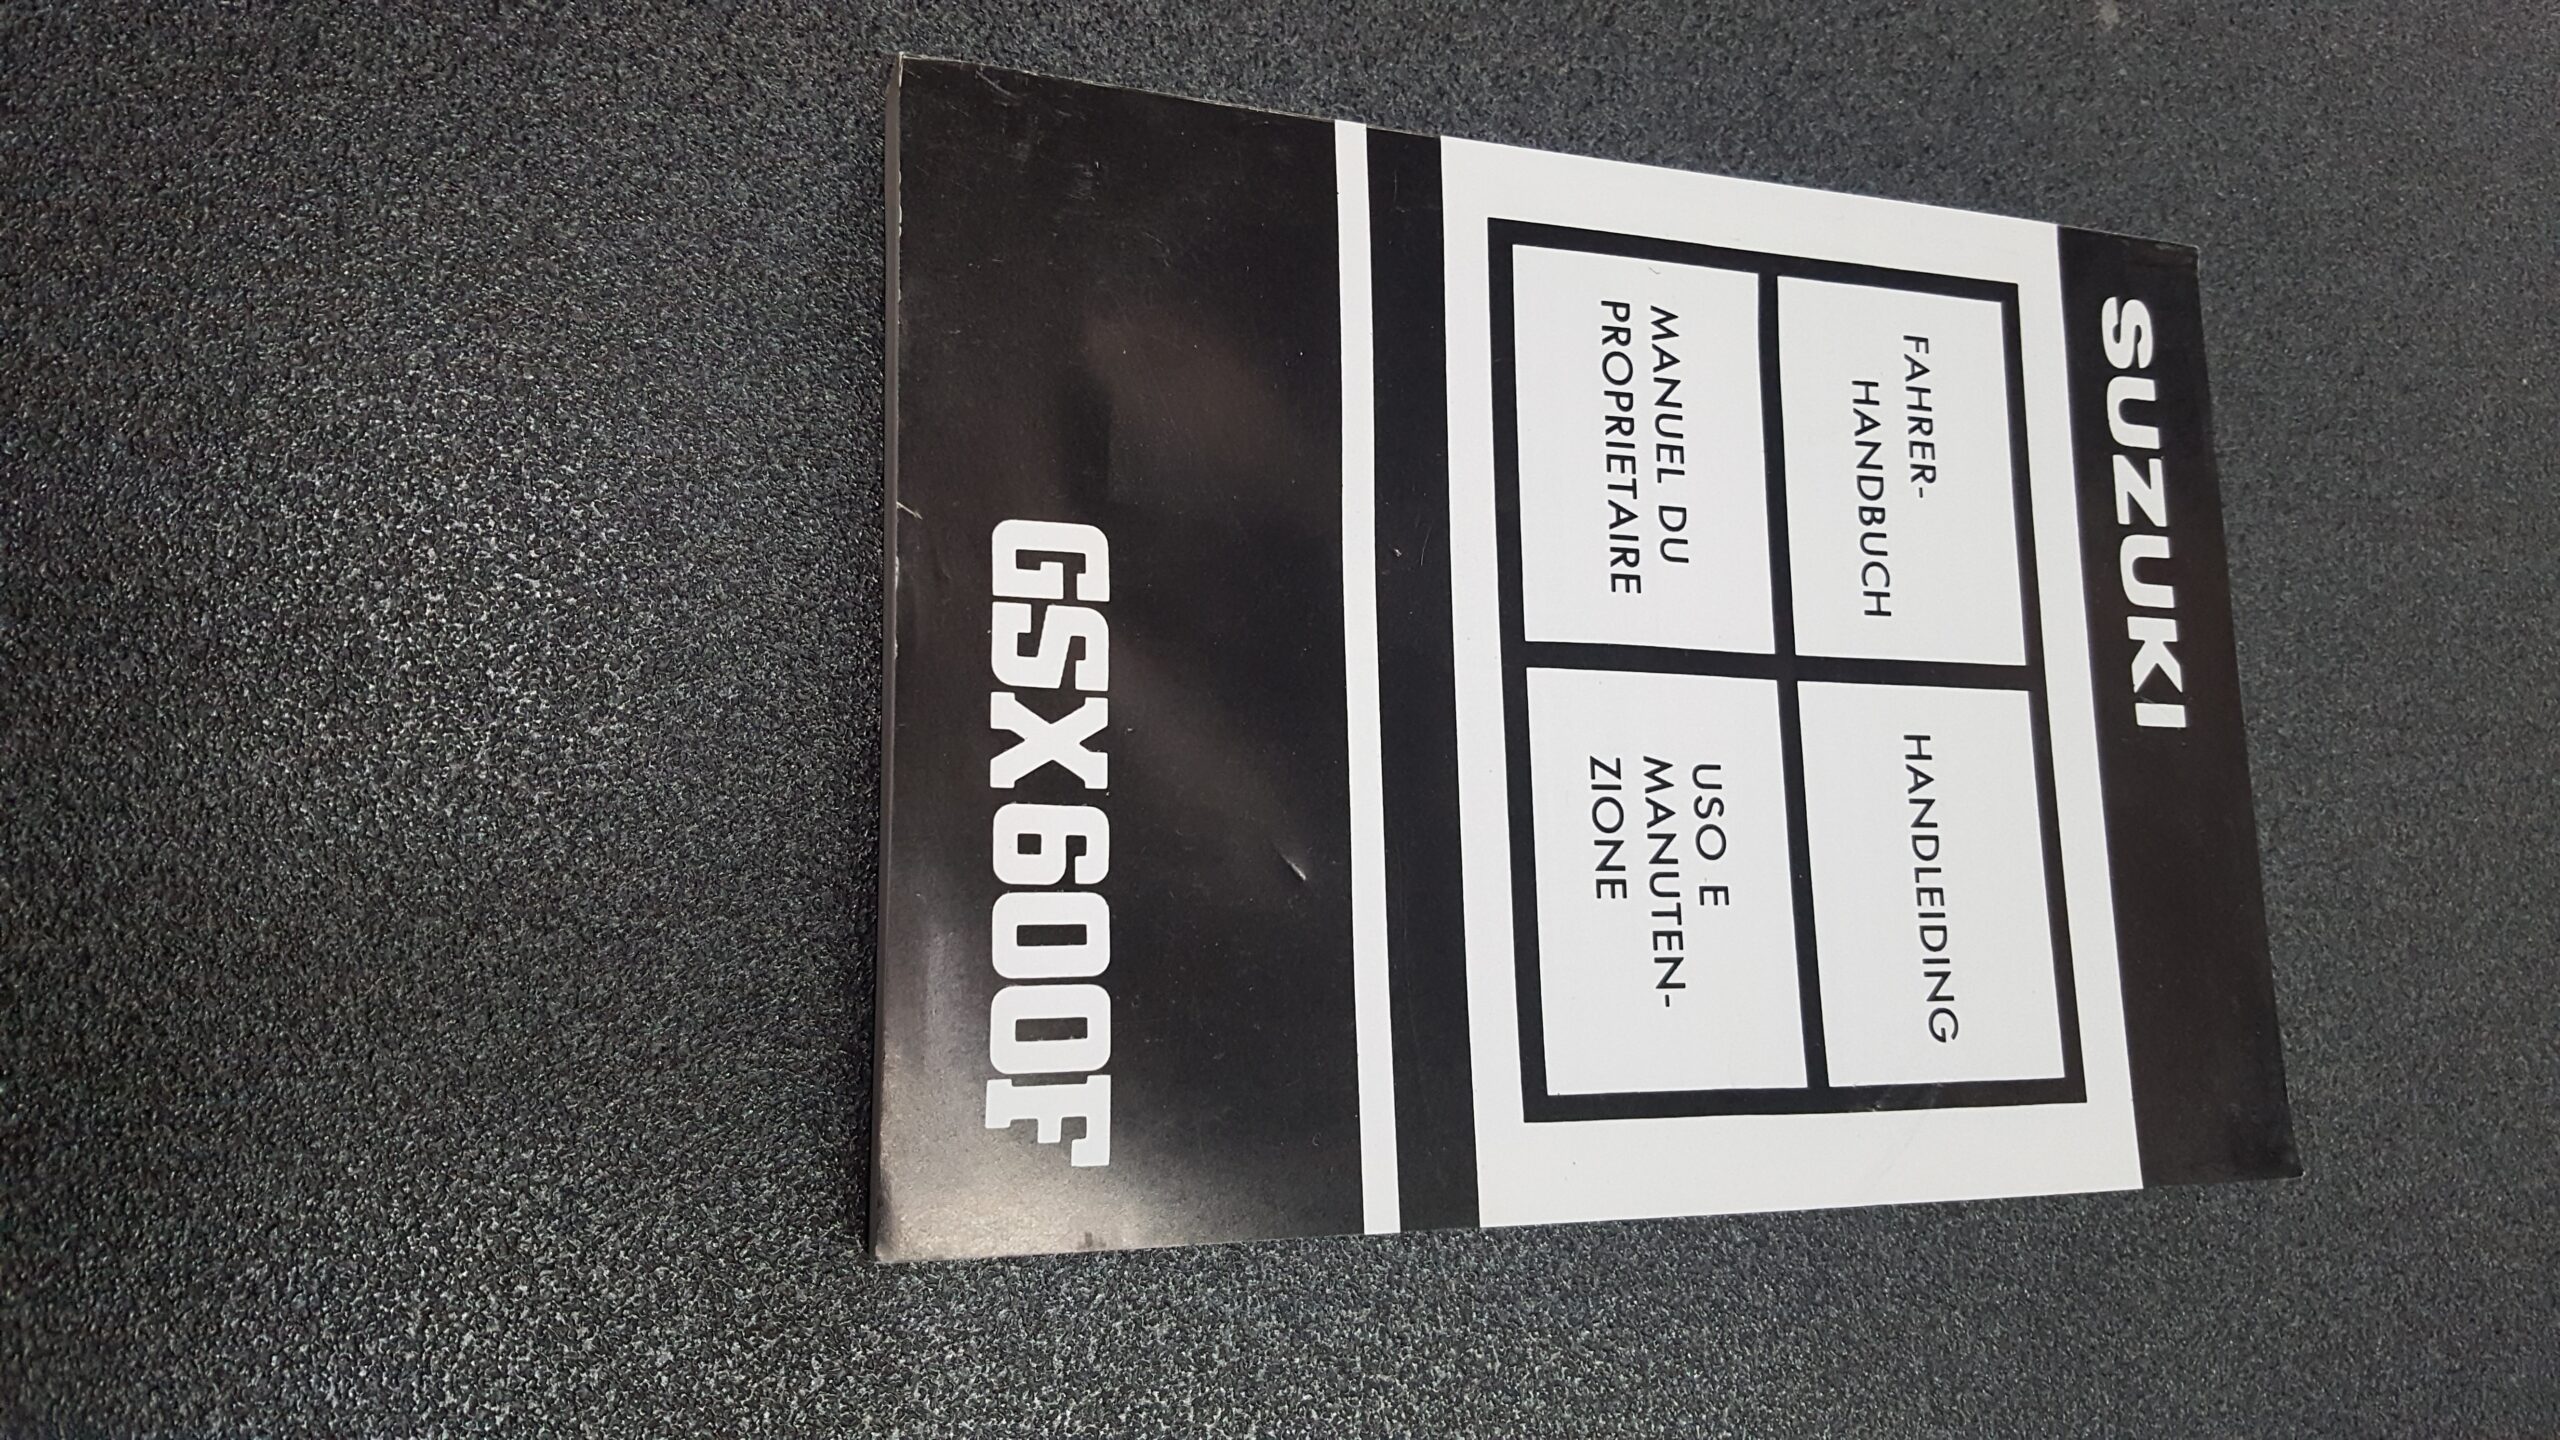 SUZUKI
FAHRER-
HANDBUCH
HANDLEIDING
MANUEL DU
PROPRIETAIRE
USO E
MANUTEN-
ZIONE
GSX600F